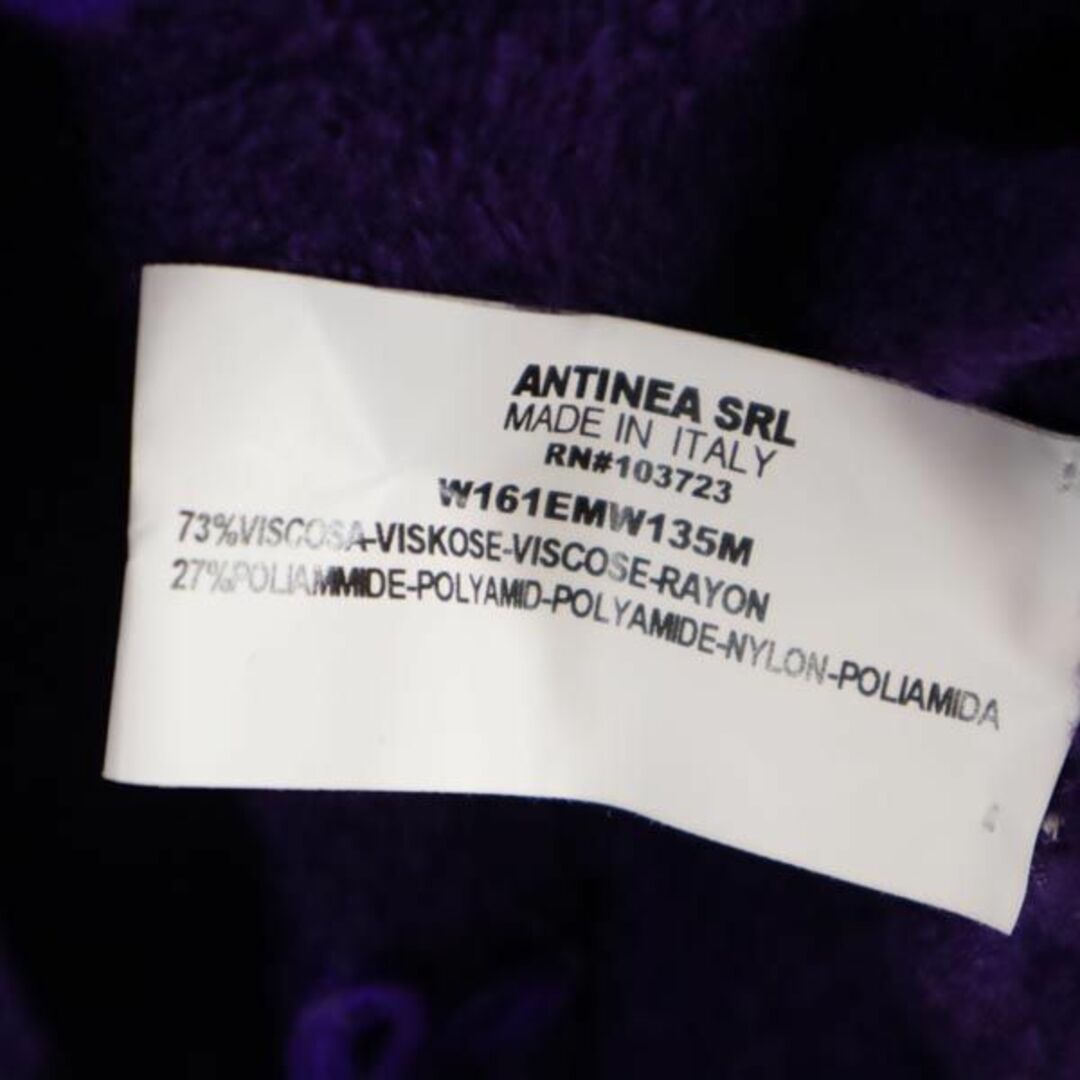 ANTINEA SRL
MADE IN ITALY
RN#103723
W161EMW135M
73%VISCOSA-VISKOSE-VISCOSE-RAYON
27%POLIAMMIDE-POLYAMID-POLYAMIDE-NYLON-POLIAMIDA